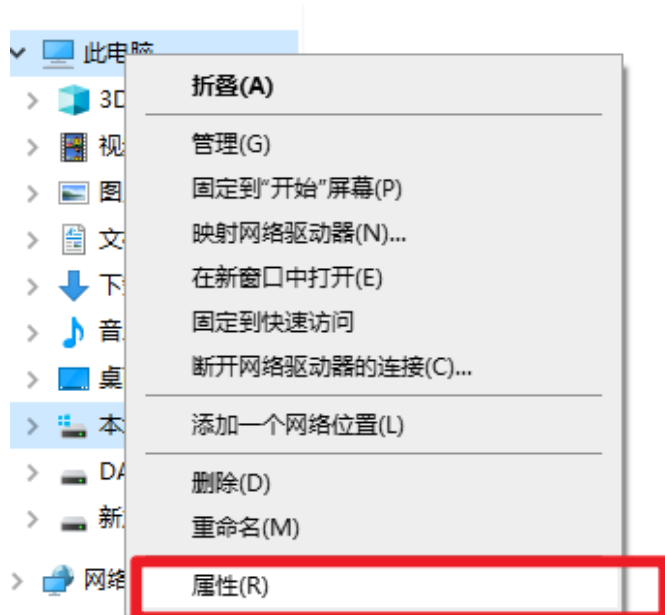 此电脑
折叠(A)
3D
管理(G)
视
固定到“开始”屏幕(P)
图
映射网络驱动器(N)...
文
在新窗口中打开(E)
下
固定到快速访问
音
断开网络驱动器的连接(C)...
桌
添加一个网络位置(L)
本
删除(D)
DA
重命名(M)
新
属性(R)
网络